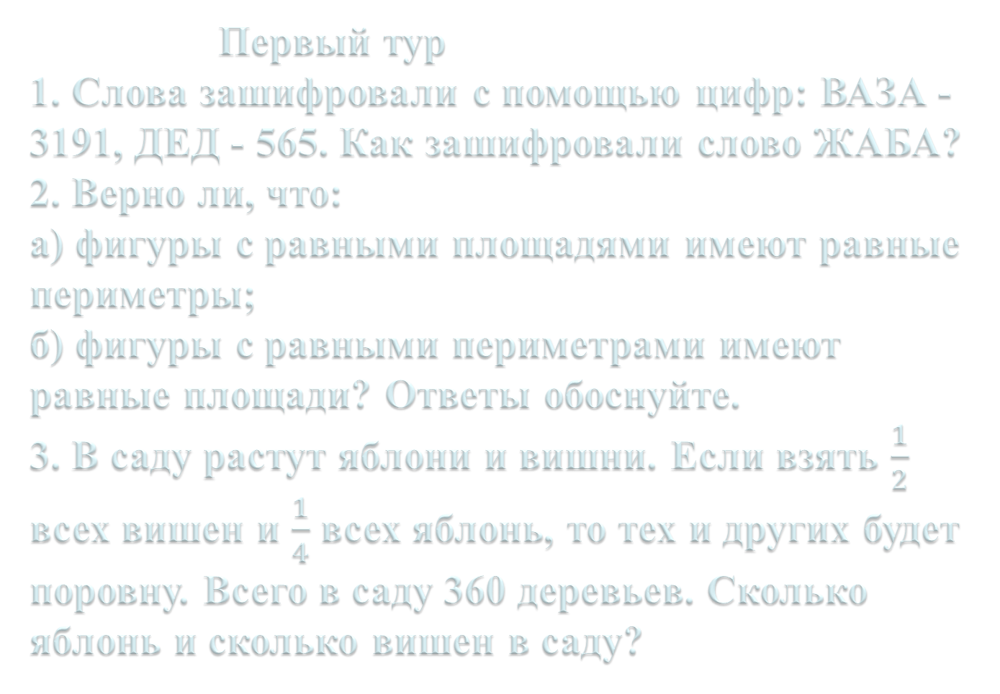 Первый тур
1. Слова зашифровали с помощью цифр: ВАЗА -
3191, ДЕД - 565. Как зашифровали слово ЖАБА?
2. Верно ли, что:
а) фигуры с равными площадями имеют равные
периметры;
б) фигуры с равными периметрами имеют
равные площади? Ответы обоснуйте.
3. В саду растут яблони и вишни. Если взять 1/2
всех вишен и 1/4 всех яблонь, то тех и других будет
поровну. Всего в саду 360 деревьев. Сколько
яблонь и сколько вишен в саду?